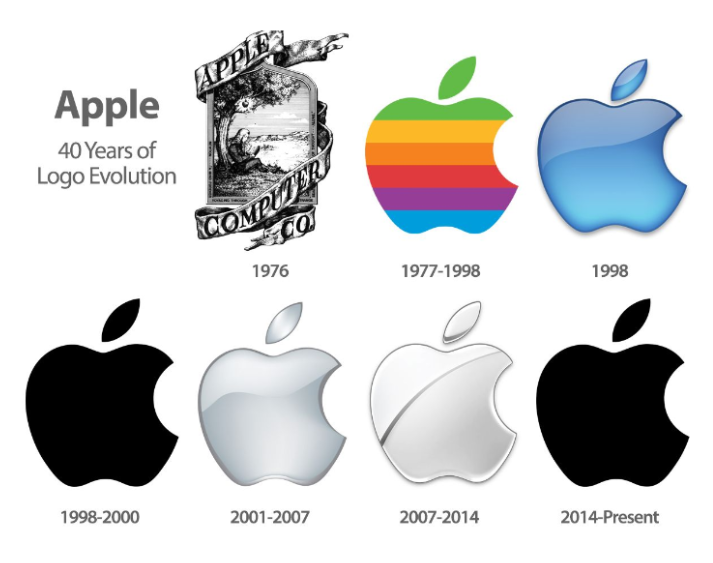 Apple
40 Years of
Logo Evolution
APPLE
COMPUTER
CO.
1976
1977-1998
1998
1998-2000
2001-2007
2007-2014
2014-Present